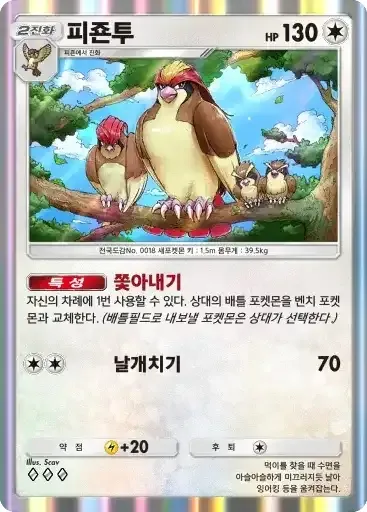 2진화 피죤투 HP 130
피죤에서 진화
전국도감No. 0018 새포켓몬 키 : 1.5m 몸무게 : 39.5kg
특성 쫓아내기
자신의 차례에 1번 사용할 수 있다. 상대의 배틀 포켓몬을 벤치 포켓
몬과 교체한다. (배틀필드로 내보낼 포켓몬은 상대가 선택한다.)
날개치기 70
약점 +20 후퇴
Illus. Scav
먹이를 찾을 때 수면을
아슬아슬하게 미끄러지듯 날아
잉어킹 등을 움켜잡는다.